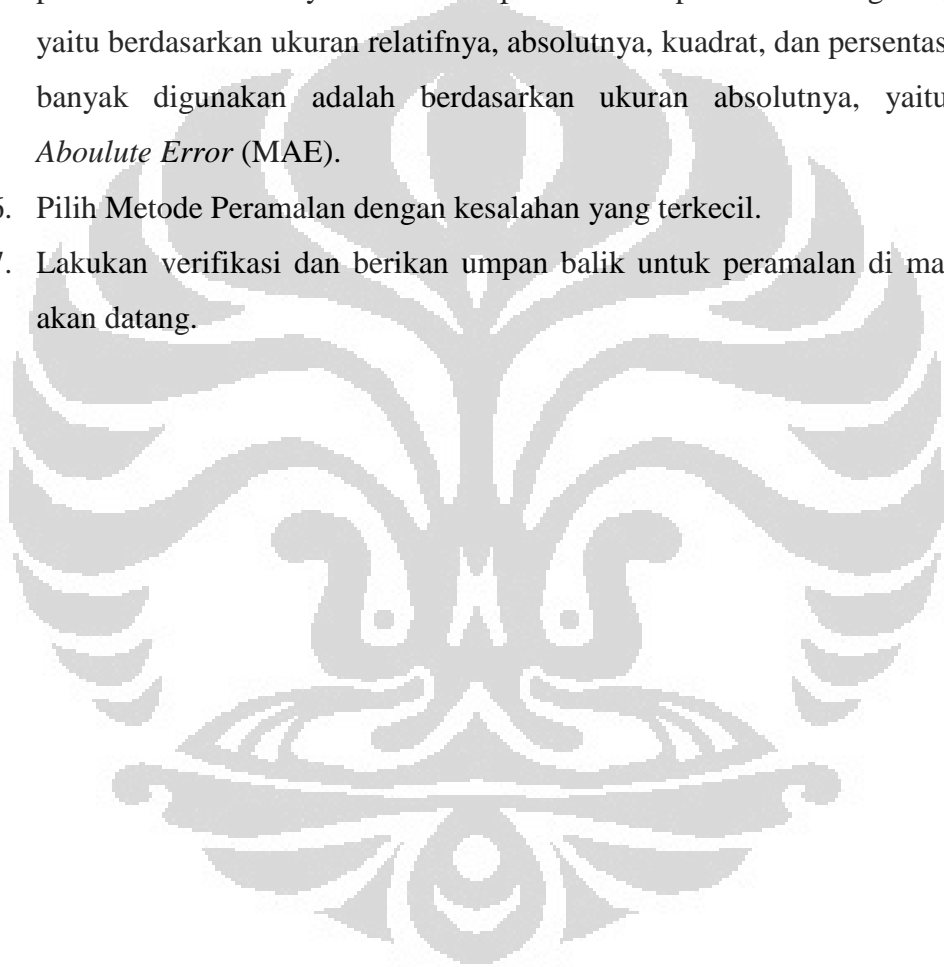 yaitu berdasarkan ukuran relatifnya, absolutnya, kuadrat, dan persentas
banyak digunakan adalah berdasarkan ukuran absolutnya, yaitu
Aboulute Error (MAE).
. Pilih Metode Peramalan dengan kesalahan yang terkecil.
. Lakukan verifikasi dan berikan umpan balik untuk peramalan di ma
akan datang.